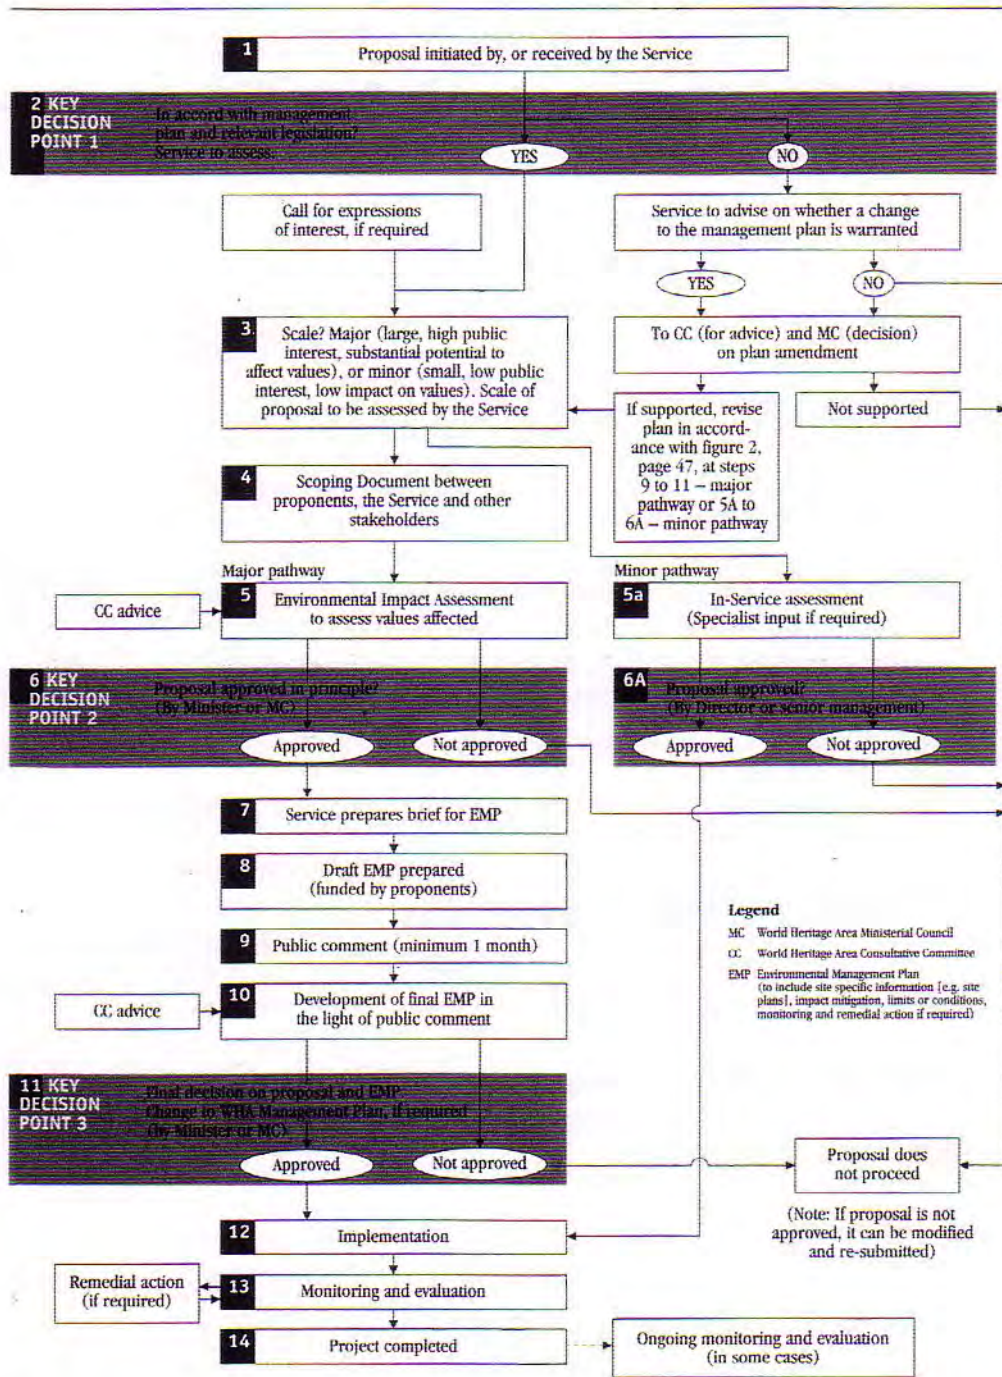 1
Proposal initiated by, or received by the Service
2 KEY
DECISION
POINT 1
In accord with management
plan and relevant legislation?
Service to assess
YES
NO
Call for expressions
of interest, if required
Service to advise on whether a change
to the management plan is warranted
YES
NO
3
Scale? Major (large, high public
interest, substantial potential to
affect values), or minor (small, low public
interest, low impact on values). Scale of
proposal to be assessed by the Service
To CC (for advice) and MC (decision)
on plan amendment
If supported, revise
plan in accord-
ance with figure 2,
page 47, at steps
9 to 11 – major
pathway or 5A to
6A – minor pathway
Not supported
4
Scoping Document between
proponents, the Service and other
stakeholders
Major pathway
Minor pathway
CC advice
5
Environmental Impact Assessment
to assess values affected
5a
In-Service assessment
(Specialist input if required)
6 KEY
DECISION
POINT 2
Proposal approved in principle?
(By Minister or MC)
Approved
Not approved
6A
Proposal approved?
(By Director or senior management)
Approved
Not approved
7
Service prepares brief for EMP
8
Draft EMP prepared
(funded by proponents)
9
Public comment (minimum 1 month)
CC advice
10
Development of final EMP in
the light of public comment
Legend
MC World Heritage Area Ministerial Council
CC World Heritage Area Consultative Committee
EMP Environmental Management Plan
(to include site specific information [e.g. site
plans], impact mitigation, limits or conditions,
monitoring and remedial action if required)
11 KEY
DECISION
POINT 3
Final decision on proposal and EMP
Change to WHA Management Plan, if required
(by Minister or MC)
Approved
Not approved
Proposal does
not proceed
(Note: If proposal is not
approved, it can be modified
and re-submitted)
12
Implementation
Remedial action
(if required)
13
Monitoring and evaluation
14
Project completed
Ongoing monitoring and evaluation
(in some cases)